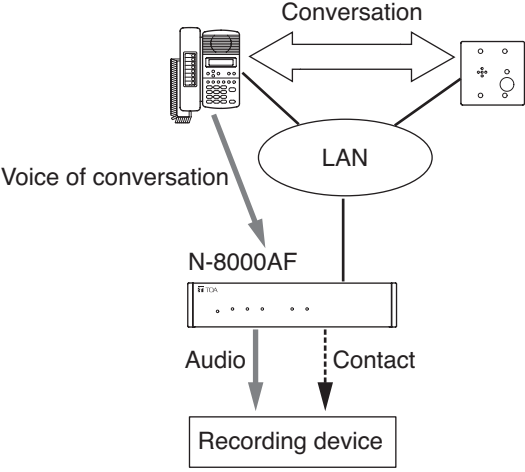 Conversation
LAN
Voice of conversation
N-8000AF
TOA
Audio
Contact
Recording device